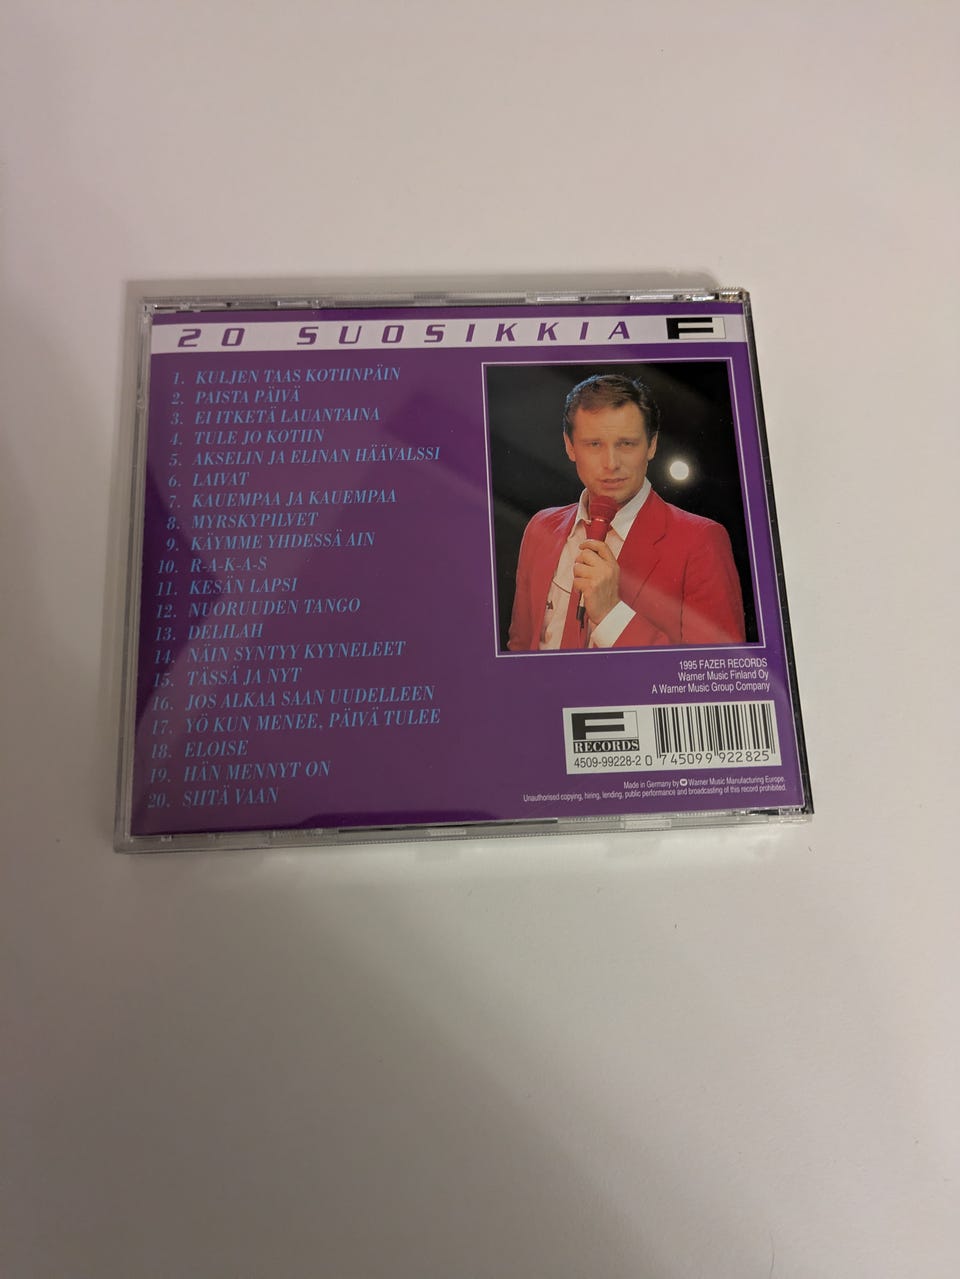 20 SUOSIKKIA F
1. KULJEN TAAS KOTIINPÄIN
2. PAISTA PÄIVÄ
3. EI ITKETÄ LAUANTAINA
4. TULE JO KOTIIN
5. AKSELIN JA ELINAN HÄÄVALSSI
6. LAIVAT
7. KAUEMPAA JA KAUEMPAA
8. MYRSKYPILVET
9. KÄYMME YHDESSÄ AIN
10. R-A-K-A-S
11. KESÄN LAPSI
12. NUORUUDEN TANGO
13. DELILAH
14. NÄIN SYNTYY KYYNELEET
15. TÄSSÄ JA NYT
16. JOS ALKAA SAAN UUDELLEEN
17. YÖ KUN MENEE, PÄIVÄ TULEE
18. ELOISE
19. HÄN MENNYT ON
20. SIITÄ VAAN
1995 FAZER RECORDS
Warner Music Finland Oy
A Warner Music Group Company
F
RECORDS
4509-99228-2
0 745099 922825
Made in Germany by Warner Music Manufacturing Europe.
Unauthorised copying, hiring, lending, public performance and broadcasting of this record prohibited.